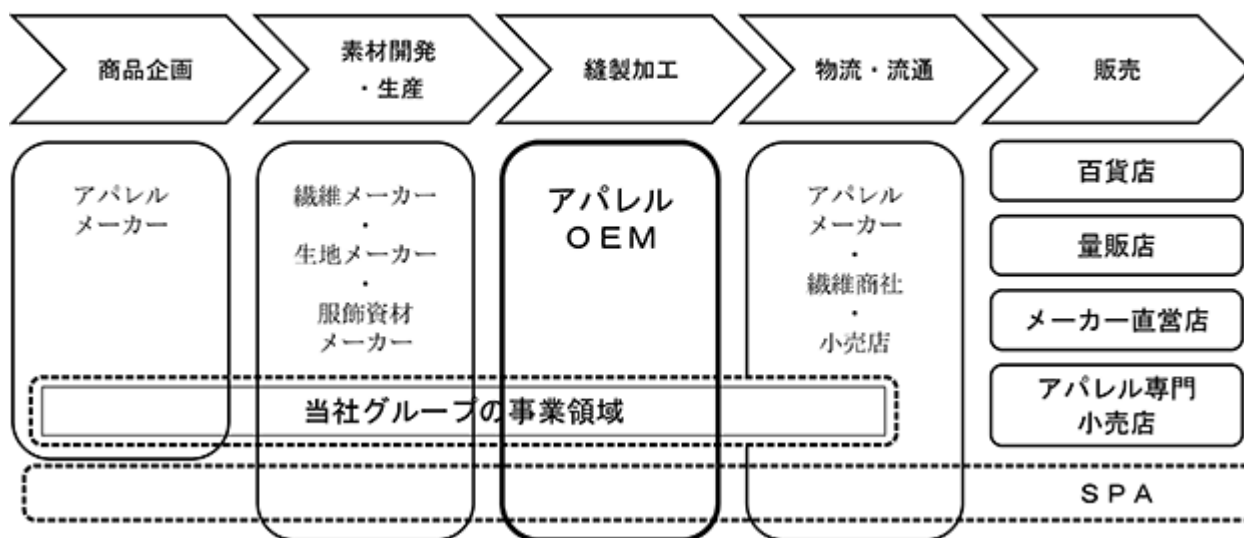 商品企画
素材開発
・生産
縫製加工
物流・流通
販売
アパレル
メーカー
繊維メーカー
・
生地メーカー
・
服飾資材
メーカー
アパレル
ＯＥＭ
アパレル
メーカー
・
繊維商社
・
小売店
百貨店
量販店
メーカー直営店
アパレル専門
小売店
当社グループの事業領域
ＳＰＡ